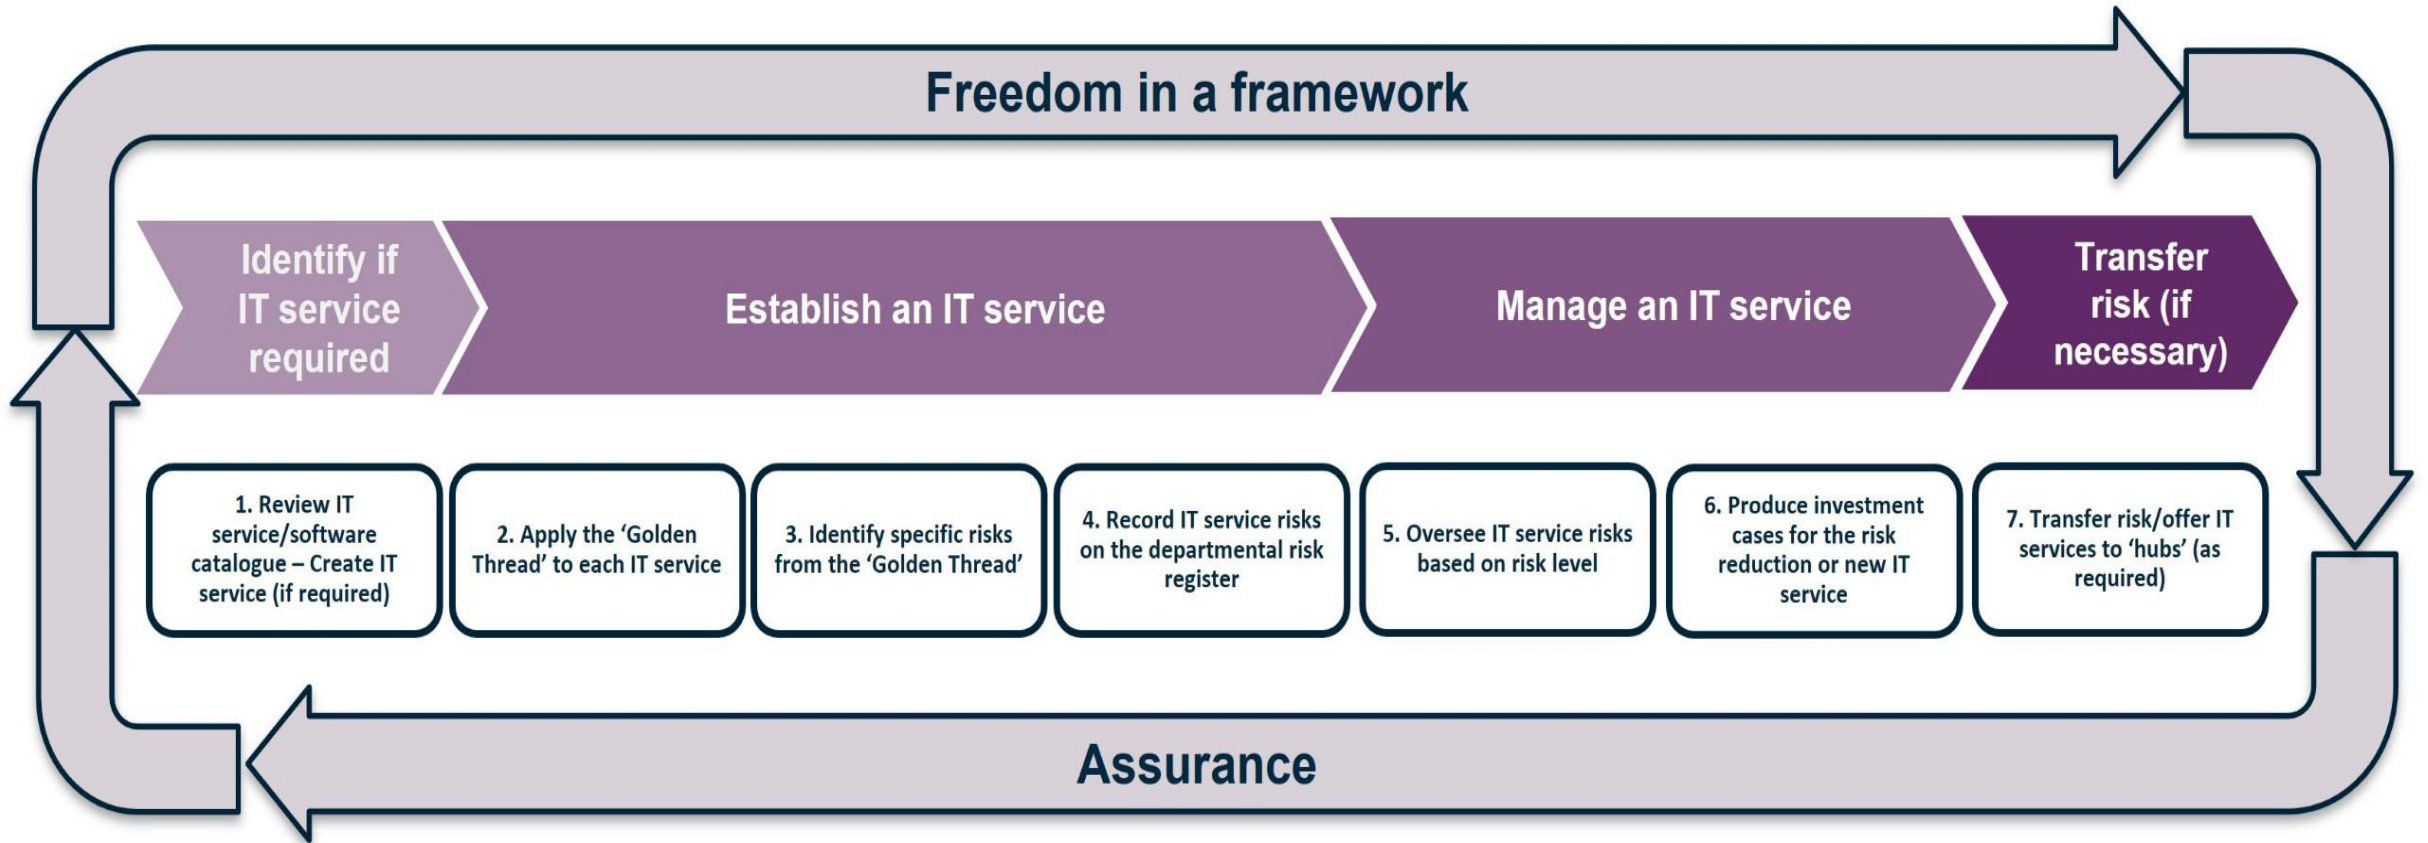 Freedom in a framework
Identify if
IT service
required
Establish an IT service
Manage an IT service
Transfer
risk (if
necessary)
1. Review IT
service/software
catalogue – Create IT
service (if required)
2. Apply the ‘Golden
Thread’ to each IT service
3. Identify specific risks
from the ‘Golden Thread’
4. Record IT service risks
on the departmental risk
register
5. Oversee IT service risks
based on risk level
6. Produce investment
cases for the risk
reduction or new IT
service
7. Transfer risk/offer IT
services to ‘hubs’ (as
required)
Assurance